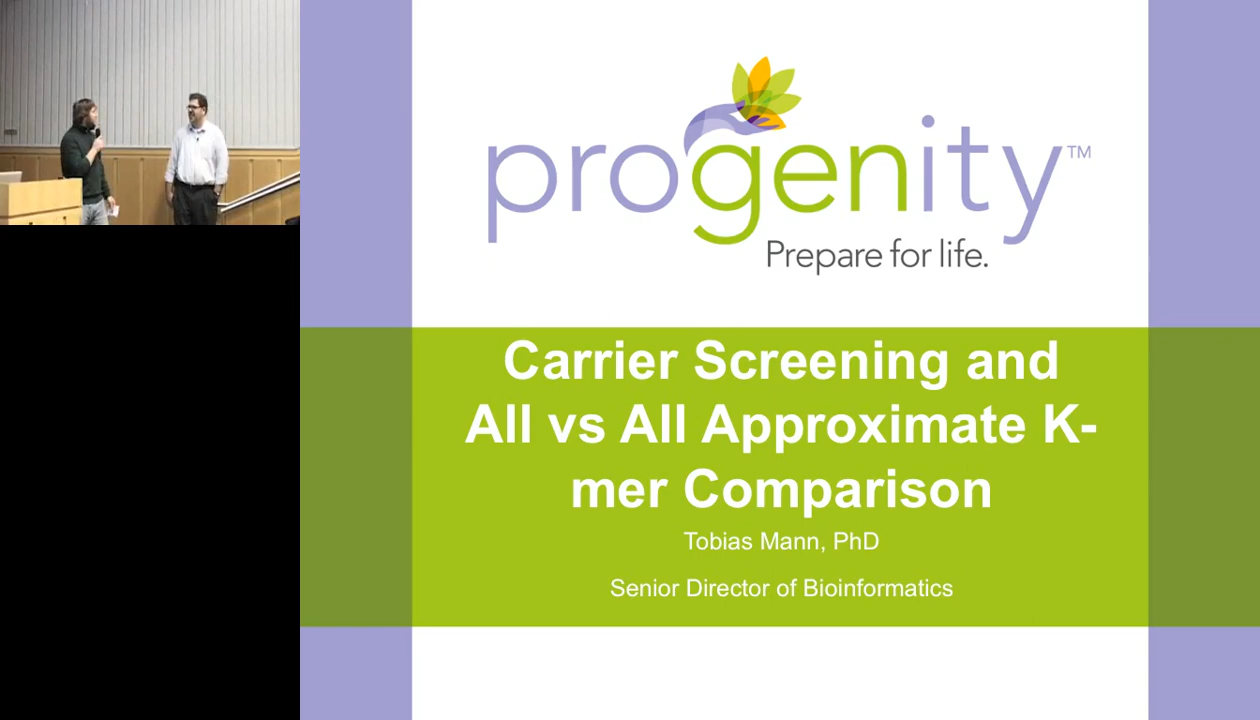 progenity™
Prepare for life.
Carrier Screening and
All vs All Approximate K-
mer Comparison
Tobias Mann, PhD
Senior Director of Bioinformatics